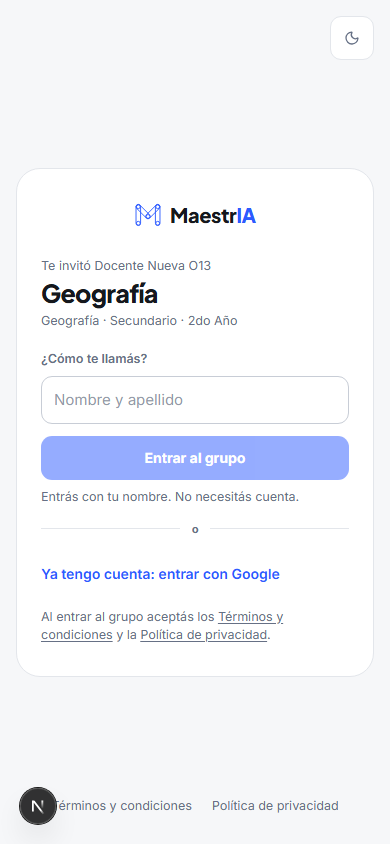 MaestrIA
Te invitó Docente Nueva O13
Geografía
Geografía · Secundario · 2do Año
¿Cómo te llamás?
Nombre y apellido
Entrar al grupo
Entrás con tu nombre. No necesitás cuenta.
o
Ya tengo cuenta: entrar con Google
Al entrar al grupo aceptás los Términos y
condiciones y la Política de privacidad.
N
Términos y condiciones Política de privacidad